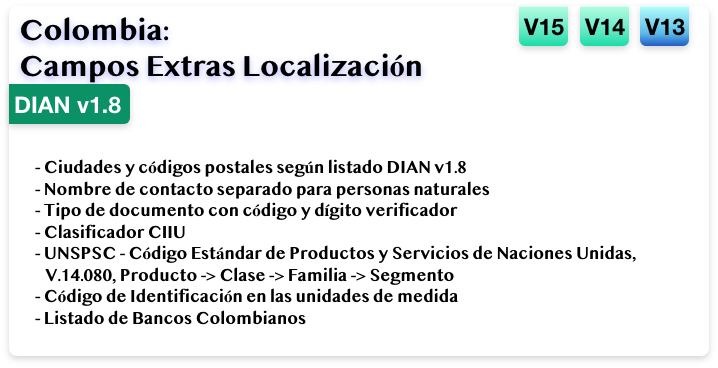 Colombia:
Campos Extras Localización
V15 V14 V13
DIAN v1.8
- Ciudades y códigos postales según listado DIAN v1.8
- Nombre de contacto separado para personas naturales
- Tipo de documento con código y dígito verificador
- Clasificador CIIU
- UNSPSC - Código Estándar de Productos y Servicios de Naciones Unidas,
V.14.080, Producto -> Clase -> Familia -> Segmento
- Código de Identificación en las unidades de medida
- Listado de Bancos Colombianos